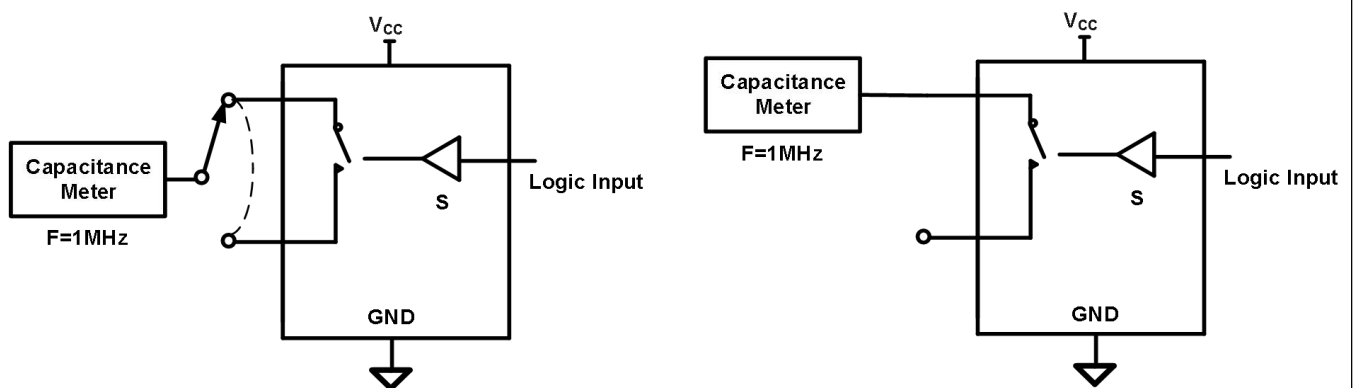 VCC
Capacitance
Meter
F=1MHz
S
Logic Input
GND
VCC
Capacitance
Meter
F=1MHz
S
Logic Input
GND